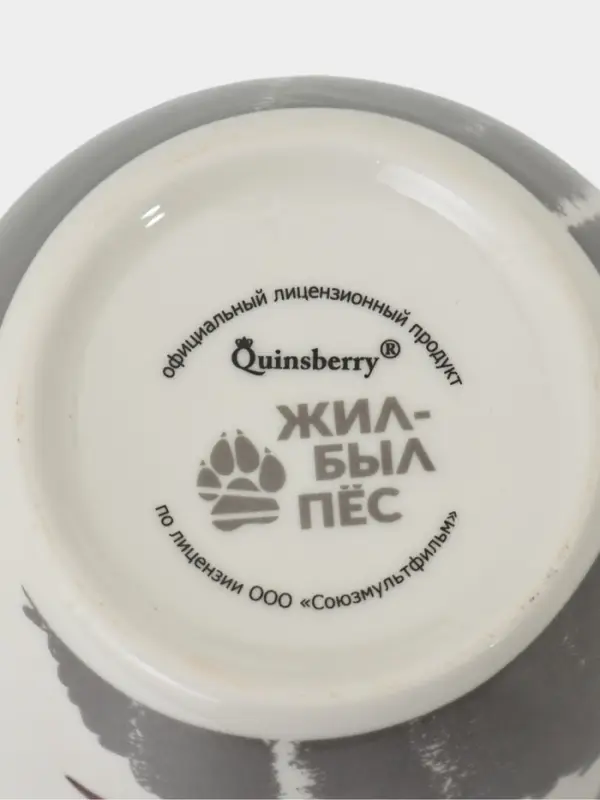 официальный лицензионный продукт
Quinsberry®
ЖИЛ-
БЫЛ
ПЁС
по лицензии ООО «Союзмультфильм»